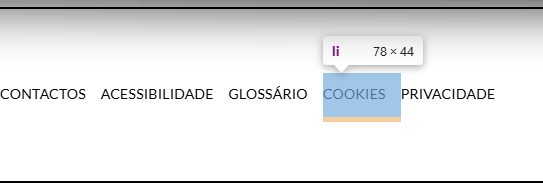 li 78 × 44
CONTACTOS ACESSIBILIDADE GLOSSÁRIO COOKIES PRIVACIDADE